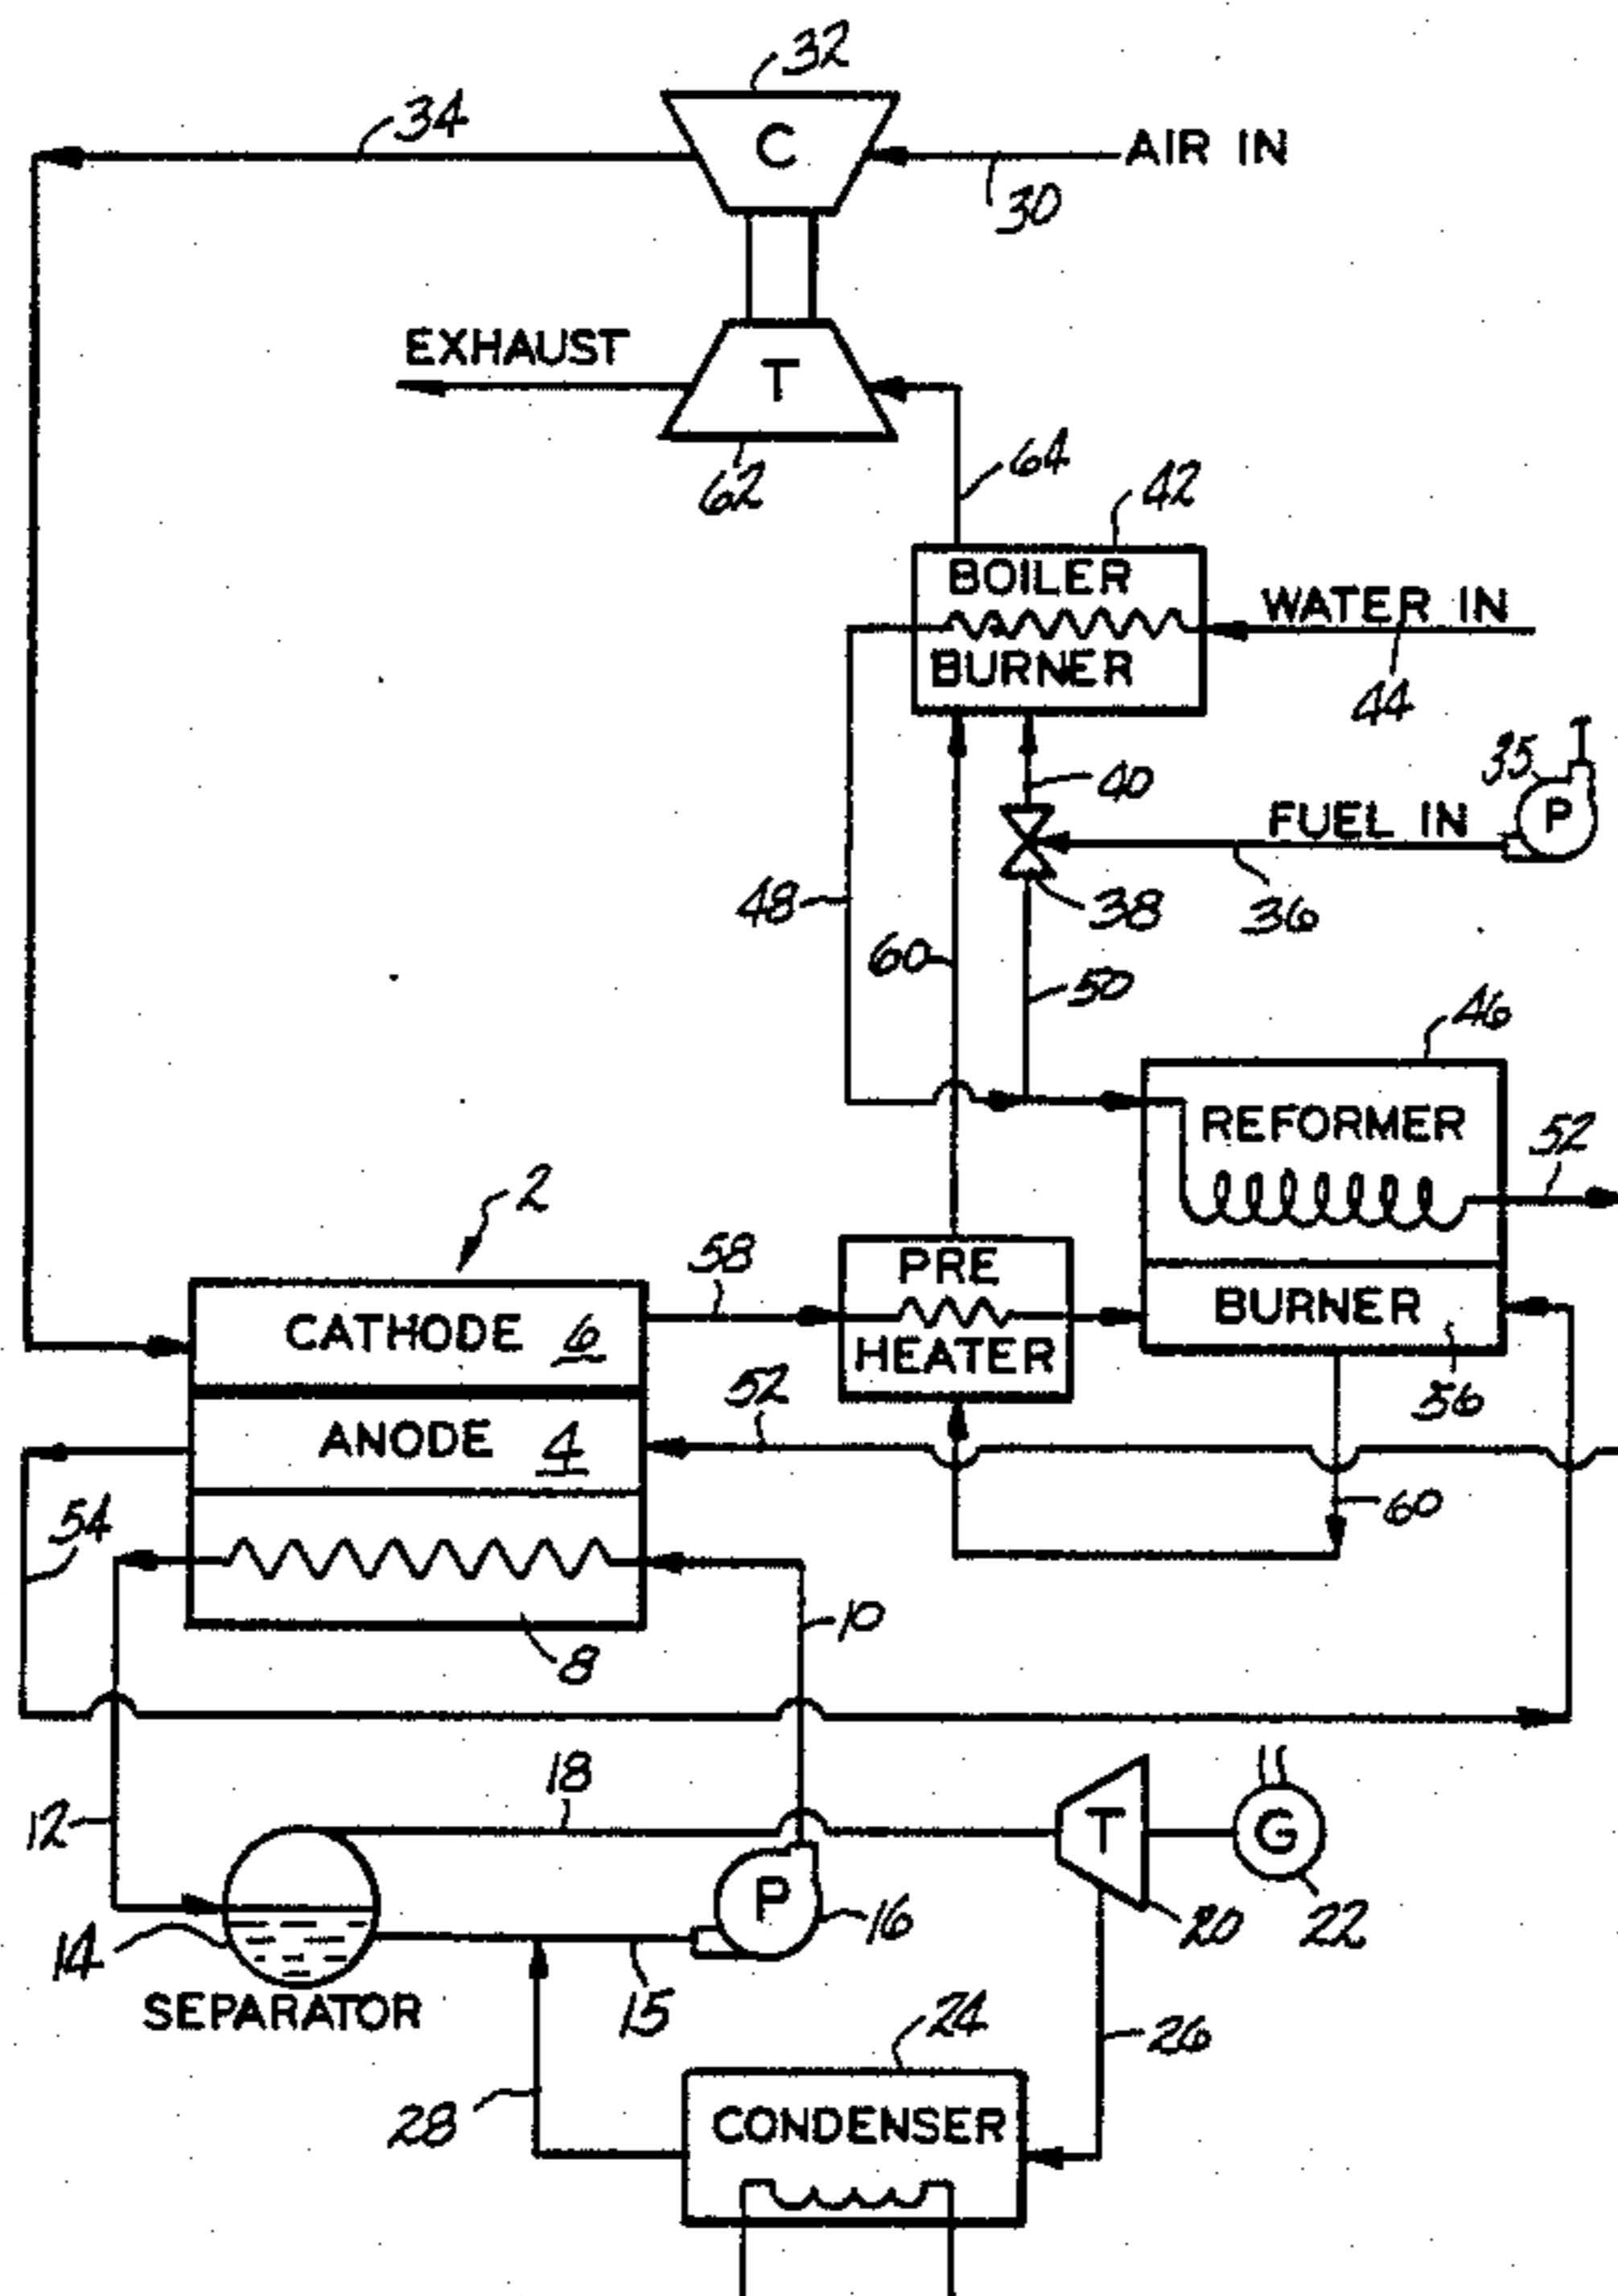 32
34
C
AIR IN
30
EXHAUST
T
62
64
42
BOILER
WATER IN
BURNER
44
35
P
40
FUEL IN
48
38
36
60
50
46
REFORMER
52
2
58
PRE
HEATER
BURNER
CATHODE 6
52
56
ANODE 4
54
60
10
8
18
12
T
G
P
14
16
20
22
SEPARATOR
15
24
26
28
CONDENSER